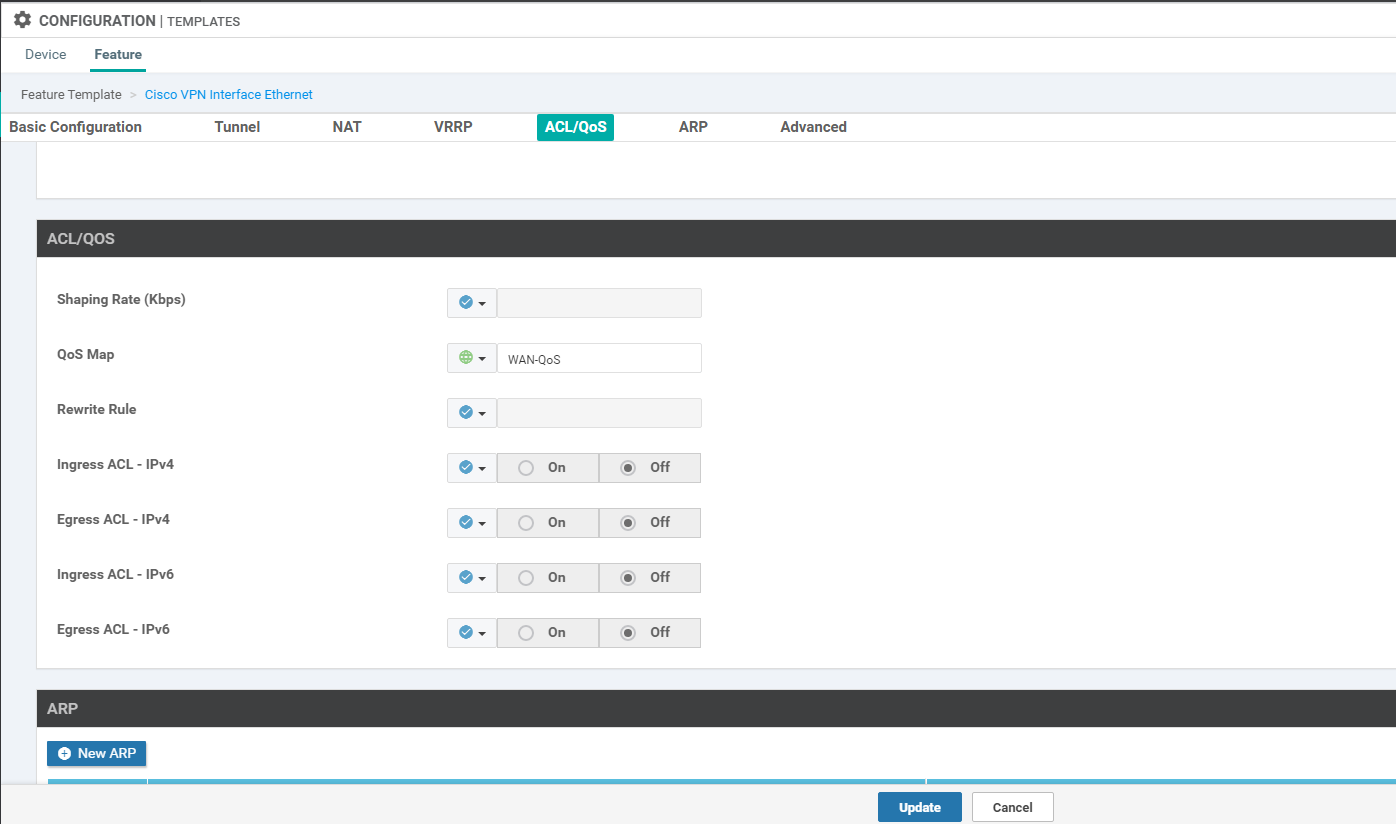 CONFIGURATION | TEMPLATES
Device Feature
Feature Template > Cisco VPN Interface Ethernet
Basic Configuration Tunnel NAT VRRP ACL/QoS ARP Advanced
ACL/QOS
Shaping Rate (Kbps)
QoS Map WAN-QoS
Rewrite Rule
Ingress ACL - IPv4 On Off
Egress ACL - IPv4 On Off
Ingress ACL - IPv6 On Off
Egress ACL - IPv6 On Off
ARP
New ARP
Update Cancel